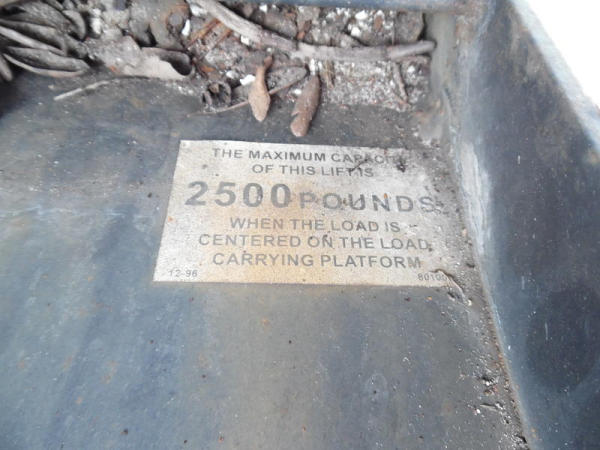 THE MAXIMUM CAPACITY
OF THIS LIFT IS
2500 POUNDS
WHEN THE LOAD IS
CENTERED ON THE LOAD
CARRYING PLATFORM
12-96